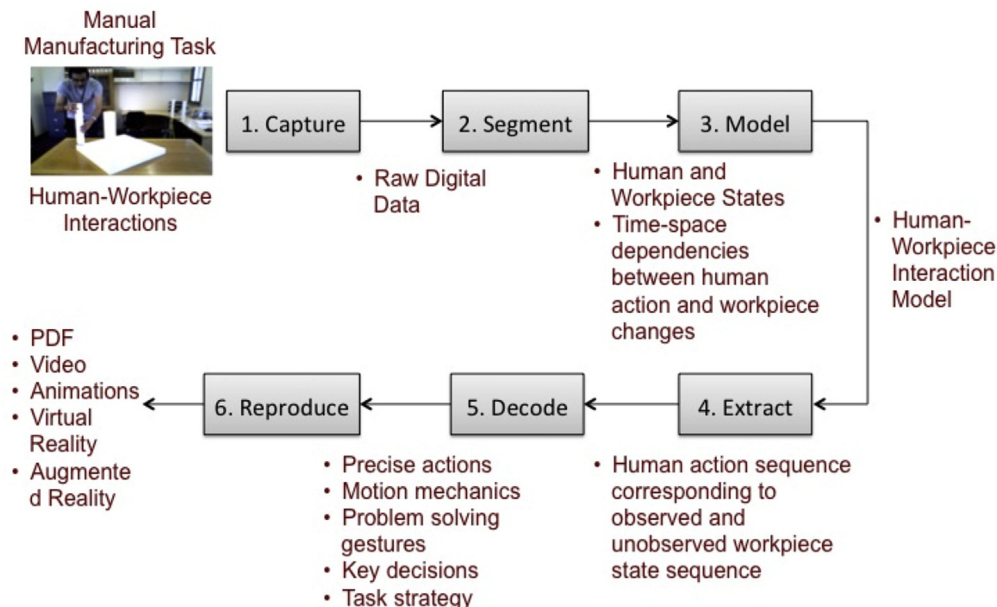 Manual
Manufacturing Task
Human-Workpiece
Interactions
1. Capture
• Raw Digital
Data
2. Segment
• Human and
Workpiece States
• Time-space
dependencies
between human
action and workpiece
changes
3. Model
• Human-
Workpiece
Interaction
Model
4. Extract
• Human action sequence
corresponding to
observed and
unobserved workpiece
state sequence
5. Decode
• Precise actions
• Motion mechanics
• Problem solving
gestures
• Key decisions
• Task strategy
6. Reproduce
• PDF
• Video
• Animations
• Virtual
Reality
• Augmente
d Reality